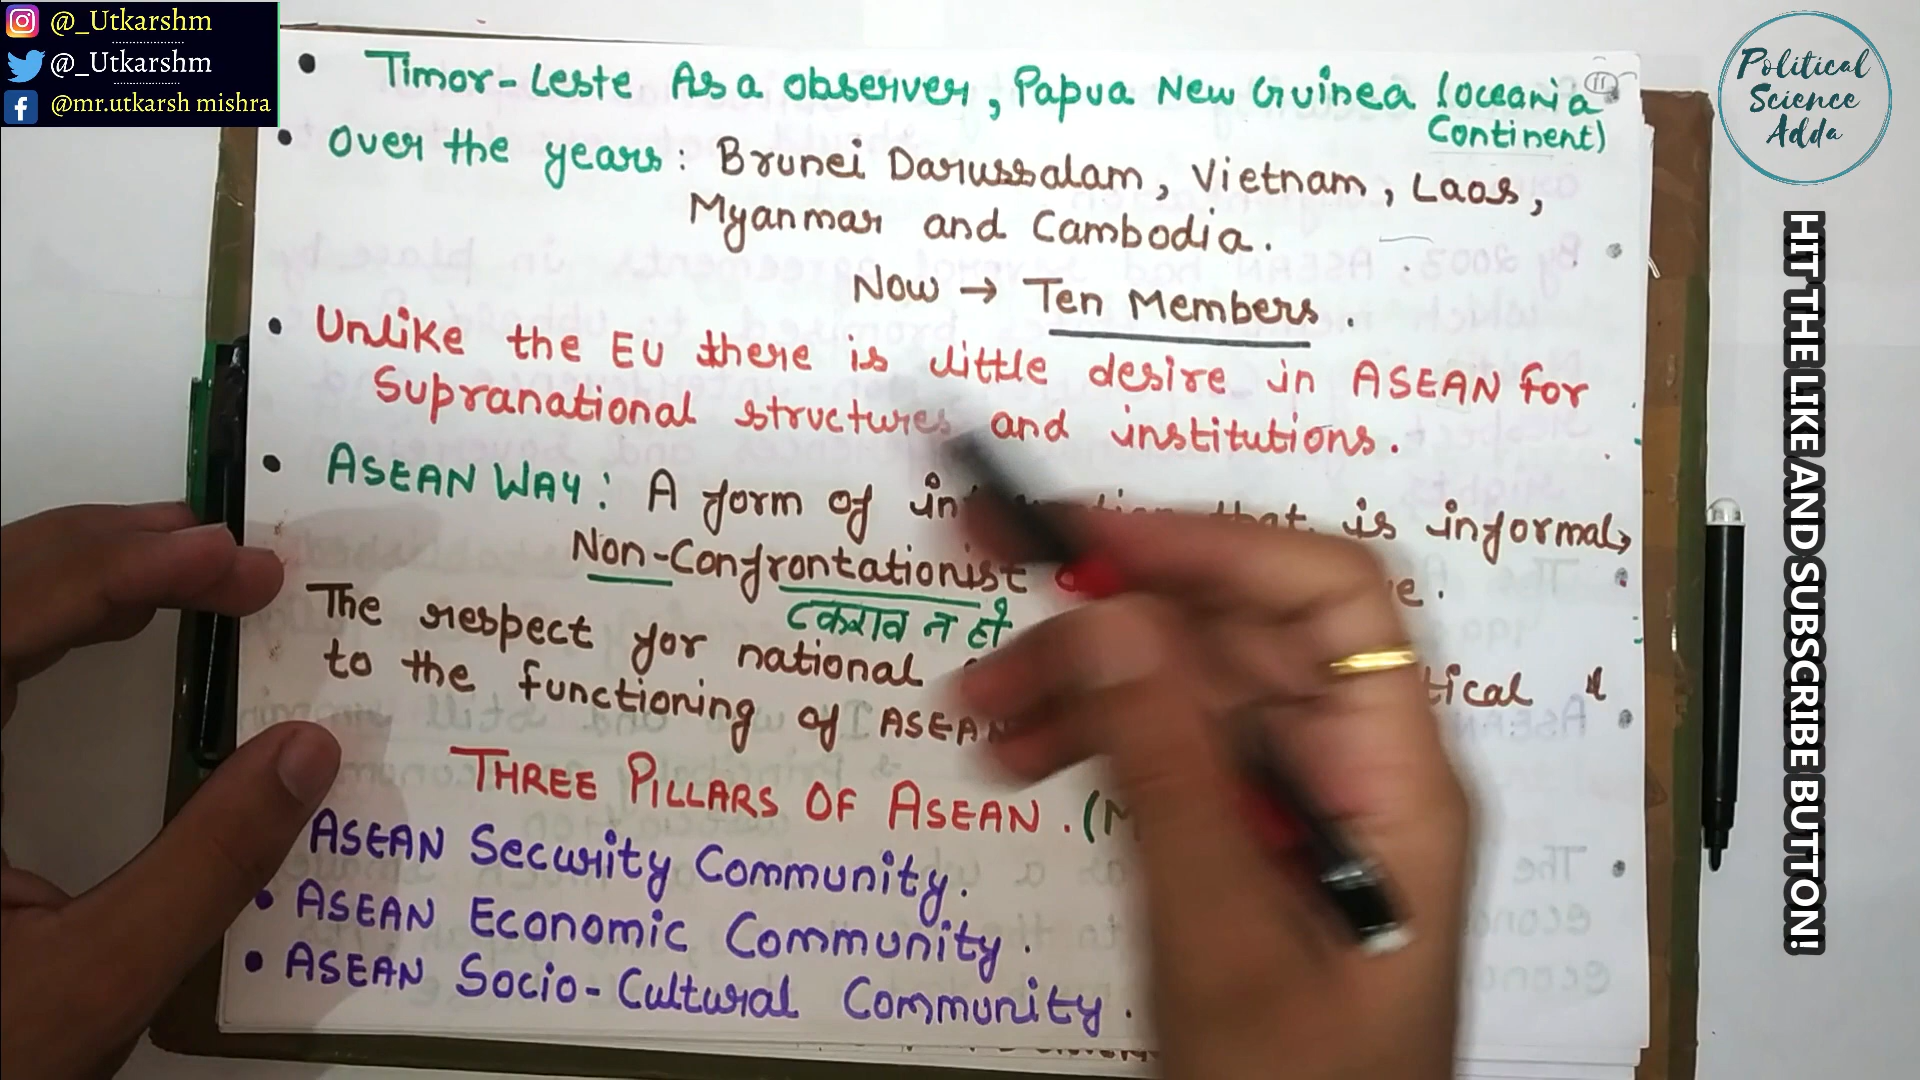 @_Utkarshm
@_Utkarshm
@mr.utkarsh mishra
Political
Science
Adda
HIT THE LIKE AND SUBSCRIBE BUTTON!
11
• Timor-Leste As a observer, Papua New Guinea (oceania
Continent)
• Over the years: Brunei Darussalam, Vietnam, Laos,
Myanmar and Cambodia.
Now → Ten Members.
• Unlike the EU there is little desire in ASEAN for
Supranational structures and institutions.
• ASEAN WAY: A form of that is informal,
Non-Confrontationist
टकराव न हो
The respect for national
to the functioning of ASEAN
THREE PILLARS OF ASEAN. (
ASEAN Security Community.
• ASEAN Economic Community.
• ASEAN Socio-Cultural Community.